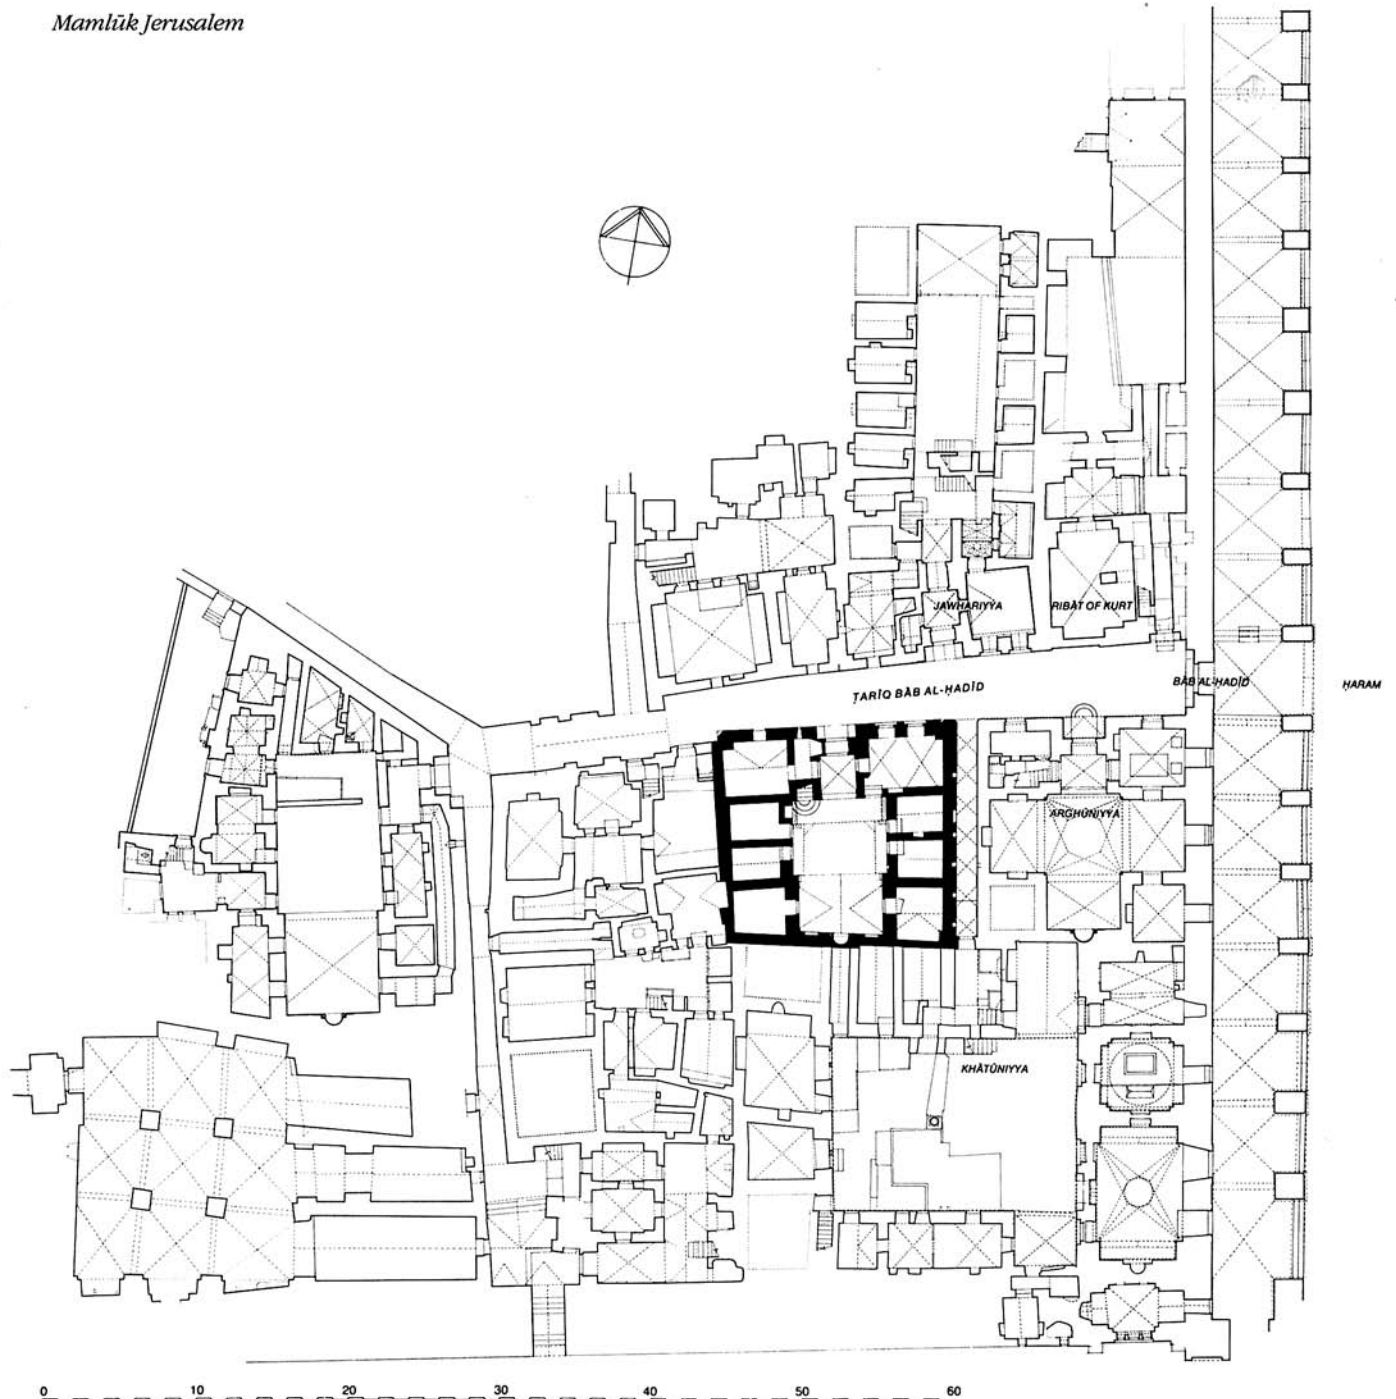 Mamlūk Jerusalem
JAWHARIYYA
RIBĀṬ OF KURT
ṬARĪQ BĀB AL-ḤADĪD
BĀB AL-ḤADĪD
ḤARAM
ARGHŪNIYYA
KHĀTŪNIYYA
0 10 20 30 40 50 60